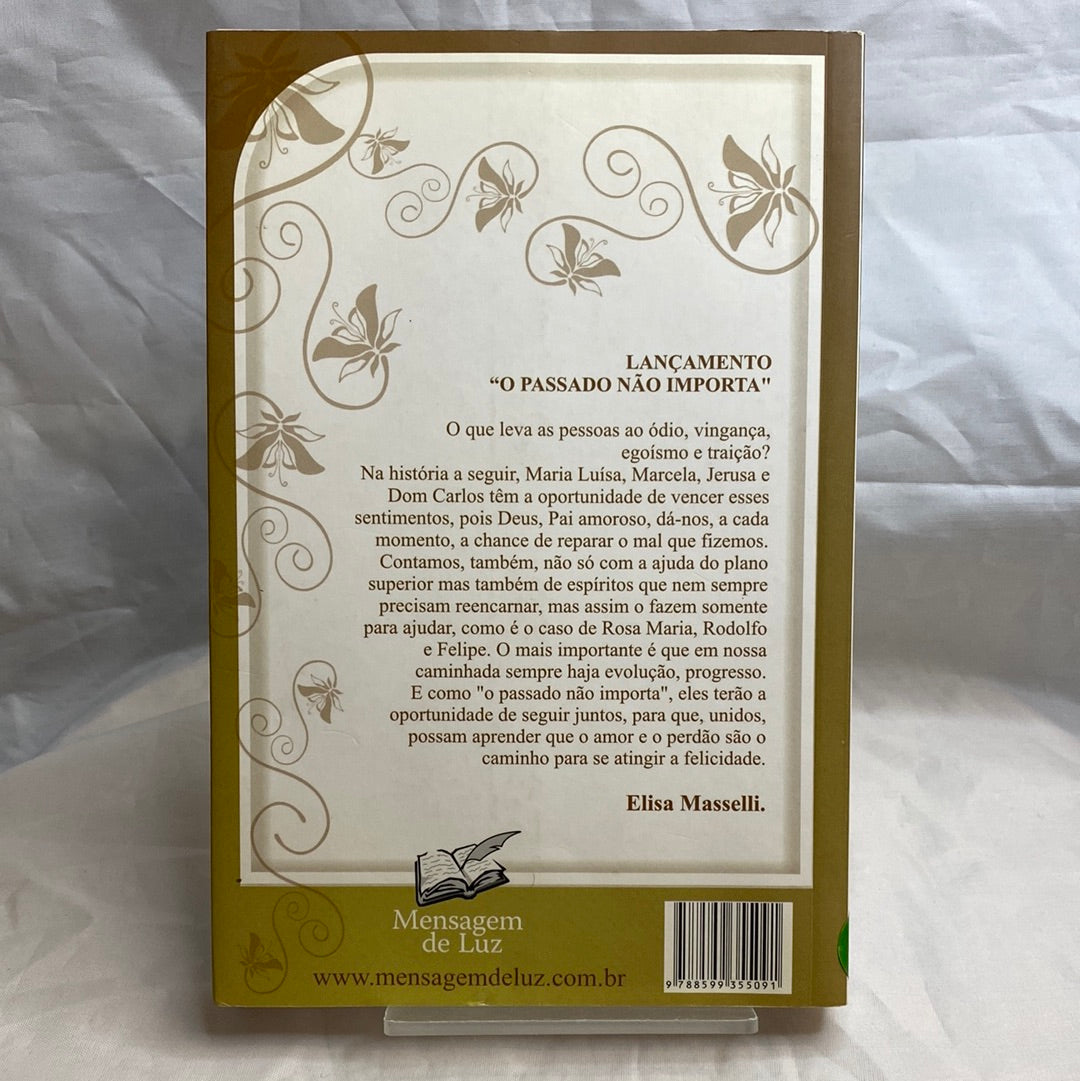 LANÇAMENTO
“O PASSADO NÃO IMPORTA"
O que leva as pessoas ao ódio, vingança,
egoísmo e traição?
Na história a seguir, Maria Luísa, Marcela, Jerusa e
Dom Carlos têm a oportunidade de vencer esses
sentimentos, pois Deus, Pai amoroso, dá-nos, a cada
momento, a chance de reparar o mal que fizemos.
Contamos, também, não só com a ajuda do plano
superior mas também de espíritos que nem sempre
precisam reencarnar, mas assim o fazem somente
para ajudar, como é o caso de Rosa Maria, Rodolfo
e Felipe. O mais importante é que em nossa
caminhada sempre haja evolução, progresso.
E como "o passado não importa", eles terão a
oportunidade de seguir juntos, para que, unidos,
possam aprender que o amor e o perdão são o
caminho para se atingir a felicidade.
Elisa Masselli.
Mensagem
de Luz
www.mensagemdeluz.com.br
9 788599 355091